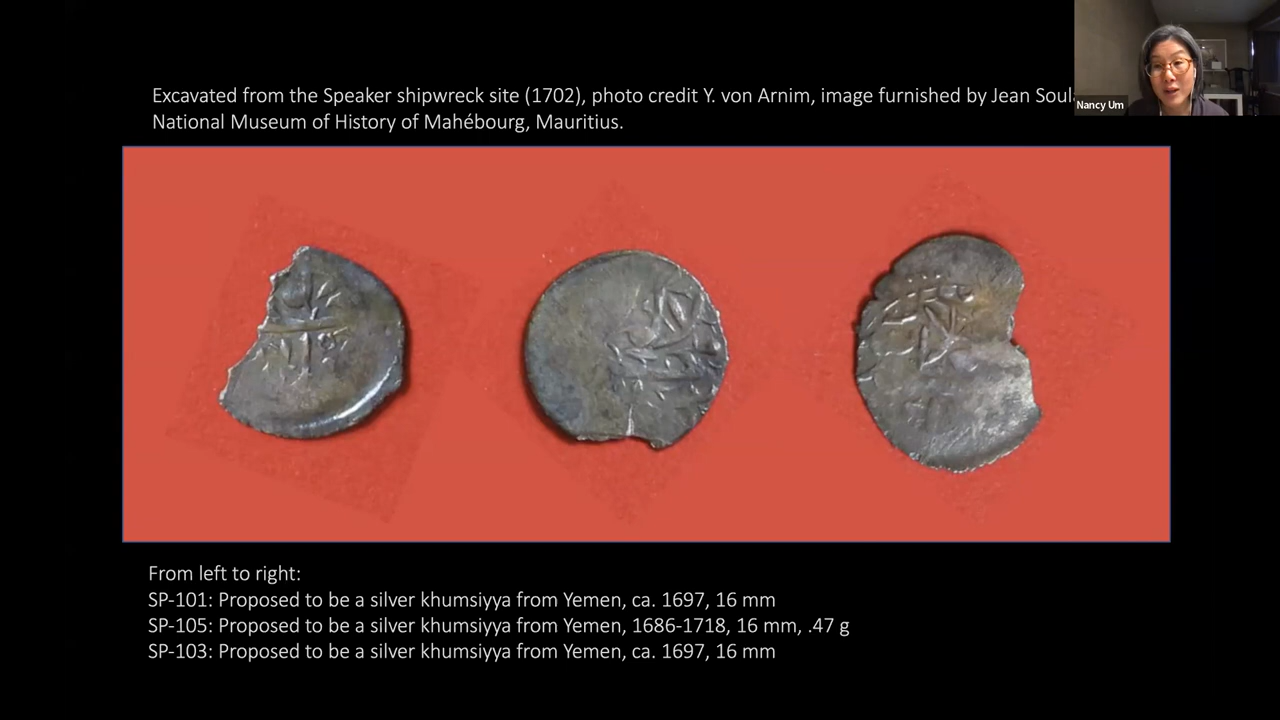 Excavated from the Speaker shipwreck site (1702), photo credit Y. von Arnim, image furnished by Jean
National Museum of History of Mahébourg, Mauritius.
Nancy Um
From left to right:
SP-101: Proposed to be a silver khumsiyya from Yemen, ca. 1697, 16 mm
SP-105: Proposed to be a silver khumsiyya from Yemen, 1686-1718, 16 mm, .47 g
SP-103: Proposed to be a silver khumsiyya from Yemen, ca. 1697, 16 mm